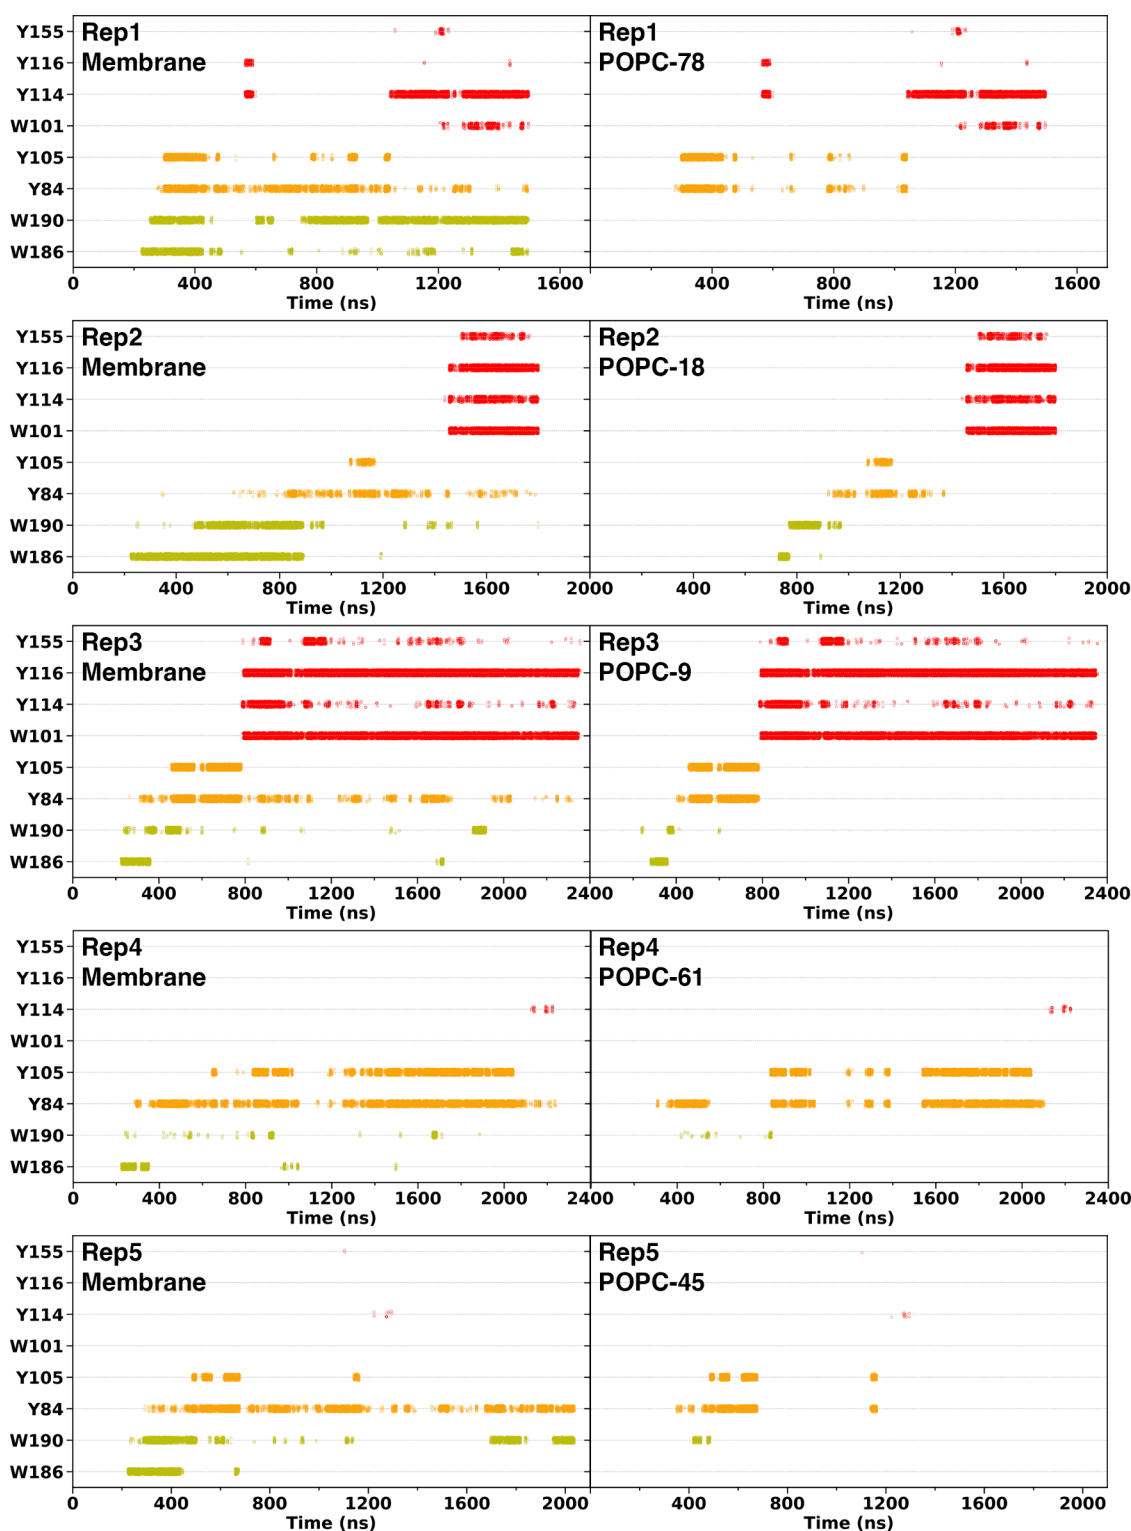 Rep1
Membrane
Rep1
POPC-78
Y155
Y116
Y114
W101
Y105
Y84
W190
W186
0 400 800 1200 1600
400 800 1200 1600
Time (ns)
Time (ns)
Rep2
Membrane
Rep2
POPC-18
Y155
Y116
Y114
W101
Y105
Y84
W190
W186
0 400 800 1200 1600 2000
400 800 1200 1600 2000
Time (ns)
Time (ns)
Rep3
Membrane
Rep3
POPC-9
Y155
Y116
Y114
W101
Y105
Y84
W190
W186
0 400 800 1200 1600 2000 2400
400 800 1200 1600 2000 2400
Time (ns)
Time (ns)
Rep4
Membrane
Rep4
POPC-61
Y155
Y116
Y114
W101
Y105
Y84
W190
W186
0 400 800 1200 1600 2000 2400
400 800 1200 1600 2000 2400
Time (ns)
Time (ns)
Rep5
Membrane
Rep5
POPC-45
Y155
Y116
Y114
W101
Y105
Y84
W190
W186
0 400 800 1200 1600 2000
400 800 1200 1600 2000
Time (ns)
Time (ns)